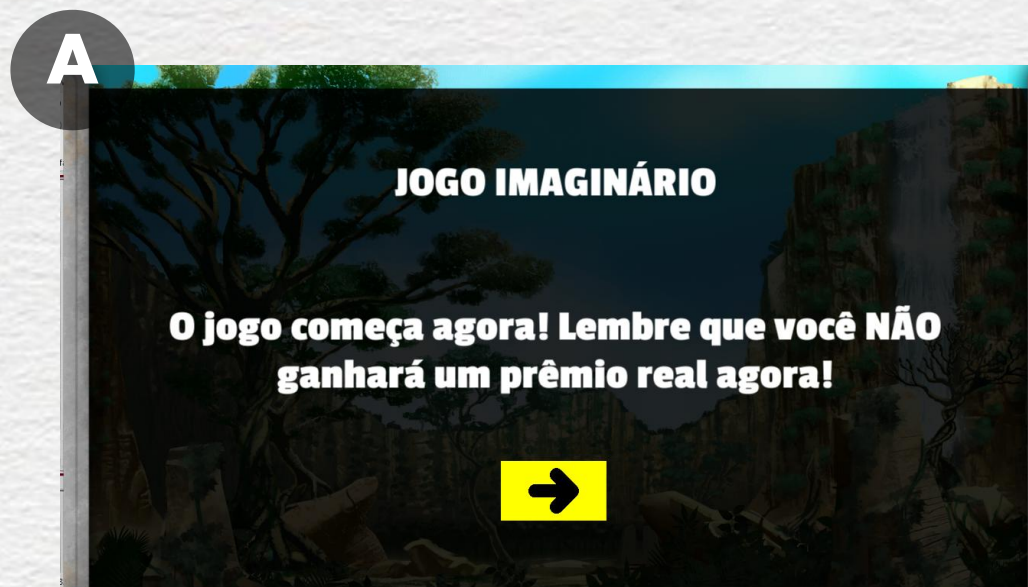 A
JOGO IMAGINÁRIO
O jogo começa agora! Lembre que você NÃO
ganhará um prêmio real agora!